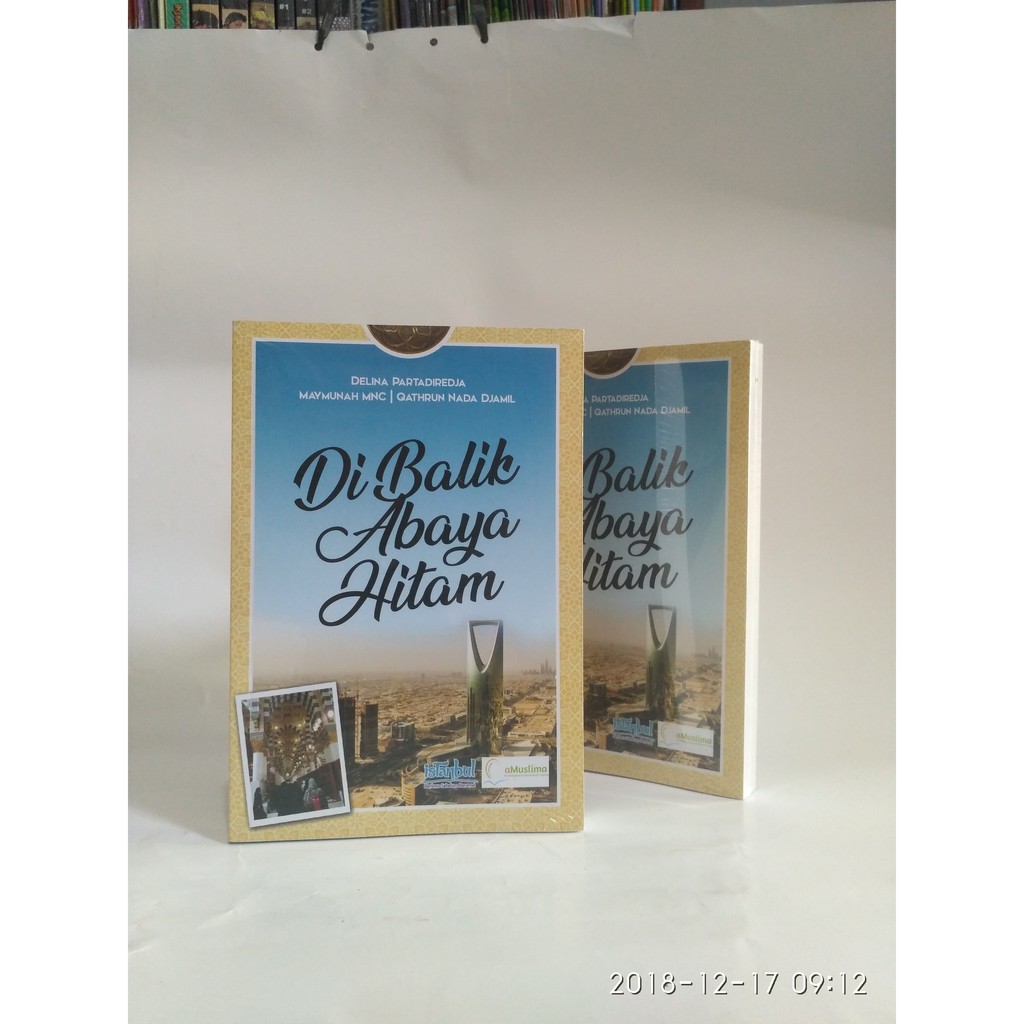 #1
DELINA PARTADIREDJA
MAYMUNAH MNC | QATHRUN NADA DJAMIL
Di Balik
Abaya
Hitam
istanbul
aMuslima
PARTADIREDJA
C | QATHRUN NADA DJAMIL
Balik
Abaya
Hitam
istanbul
aMuslima
2018-12-17 09:12